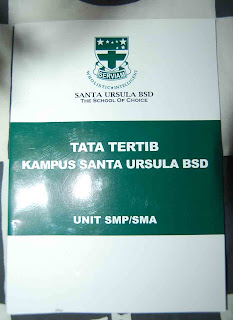 SERVIAM
SANTA URSULA BSD
THE SCHOOL OF CHOICE
TATA TERTIB
KAMPUS SANTA URSULA BSD
UNIT SMP/SMA